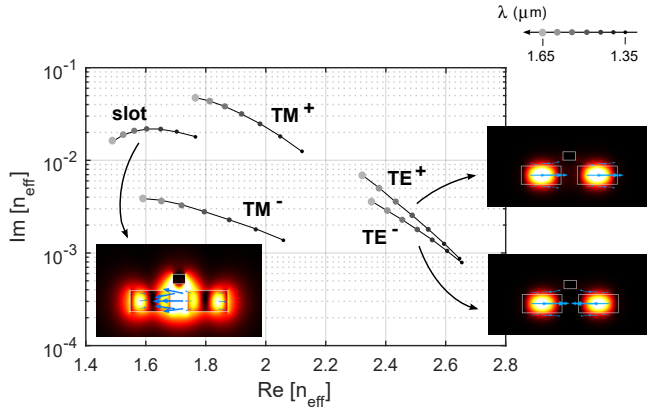 λ (μm)
1.65 1.35
10⁻¹
10⁻²
10⁻³
10⁻⁴
Im [n_eff]
slot
TM⁺
TM⁻
TE⁺
TE⁻
1.4 1.6 1.8 2 2.2 2.4 2.6 2.8
Re [n_eff]